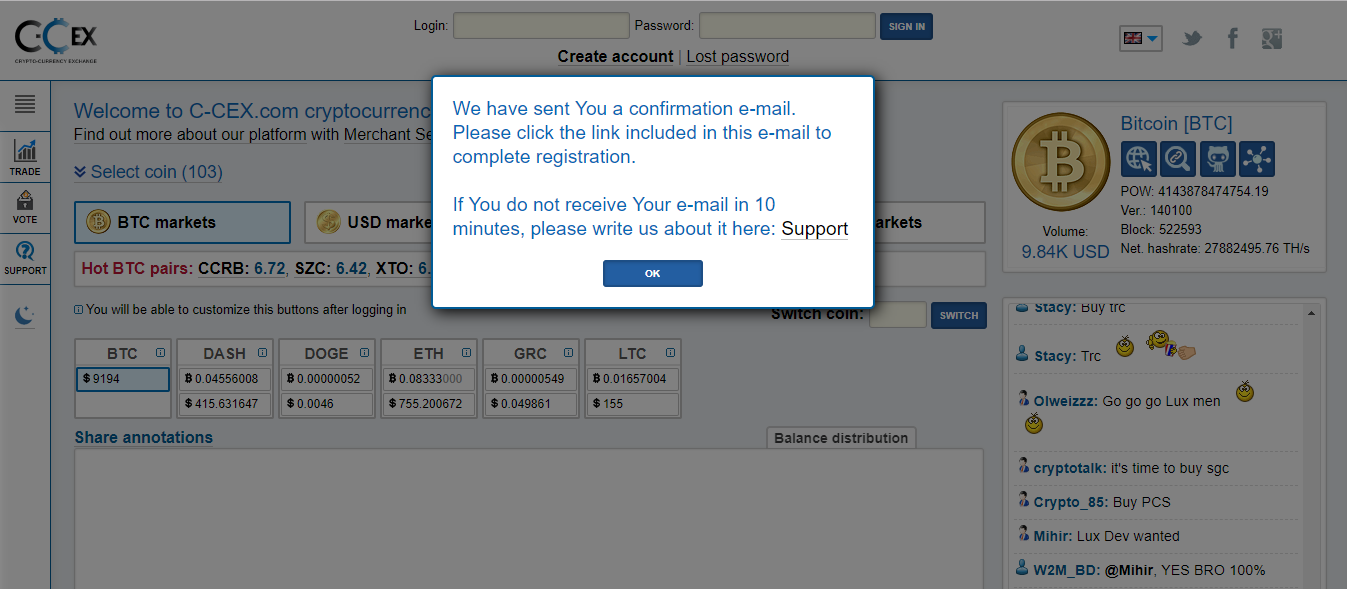 C-CEX
CRYPTO-CURRENCY EXCHANGE
Login:
Password:
SIGN IN
Create account | Lost password
We have sent You a confirmation e-mail.
Please click the link included in this e-mail to
complete registration.
If You do not receive Your e-mail in 10
minutes, please write us about it here: Support
OK
TRADE
VOTE
SUPPORT
Welcome to C-CEX.com cryptocurrenc
Find out more about our platform with Merchant Se
Select coin (103)
BTC markets
USD marke
arkets
Hot BTC pairs: CCRB: 6.72, SZC: 6.42, XTO: 6.
You will be able to customize this buttons after logging in
Switch coin:
SWITCH
BTC
$ 9194
DASH
฿ 0.04556008
$ 415.631647
DOGE
฿ 0.00000052
$ 0.0046
ETH
฿ 0.08333000
$ 755.200672
GRC
฿ 0.00000549
$ 0.049861
LTC
฿ 0.01657004
$ 155
Share annotations
Balance distribution
Bitcoin [BTC]
POW: 4143878474754.19
Ver.: 140100
Block: 522593
Net. hashrate: 27882495.76 TH/s
Volume:
9.84K USD
Stacy: Buy trc
Stacy: Trc
Olweizzz: Go go go Lux men
cryptotalk: it's time to buy sgc
Crypto_85: Buy PCS
Mihir: Lux Dev wanted
W2M_BD: @Mihir, YES BRO 100%